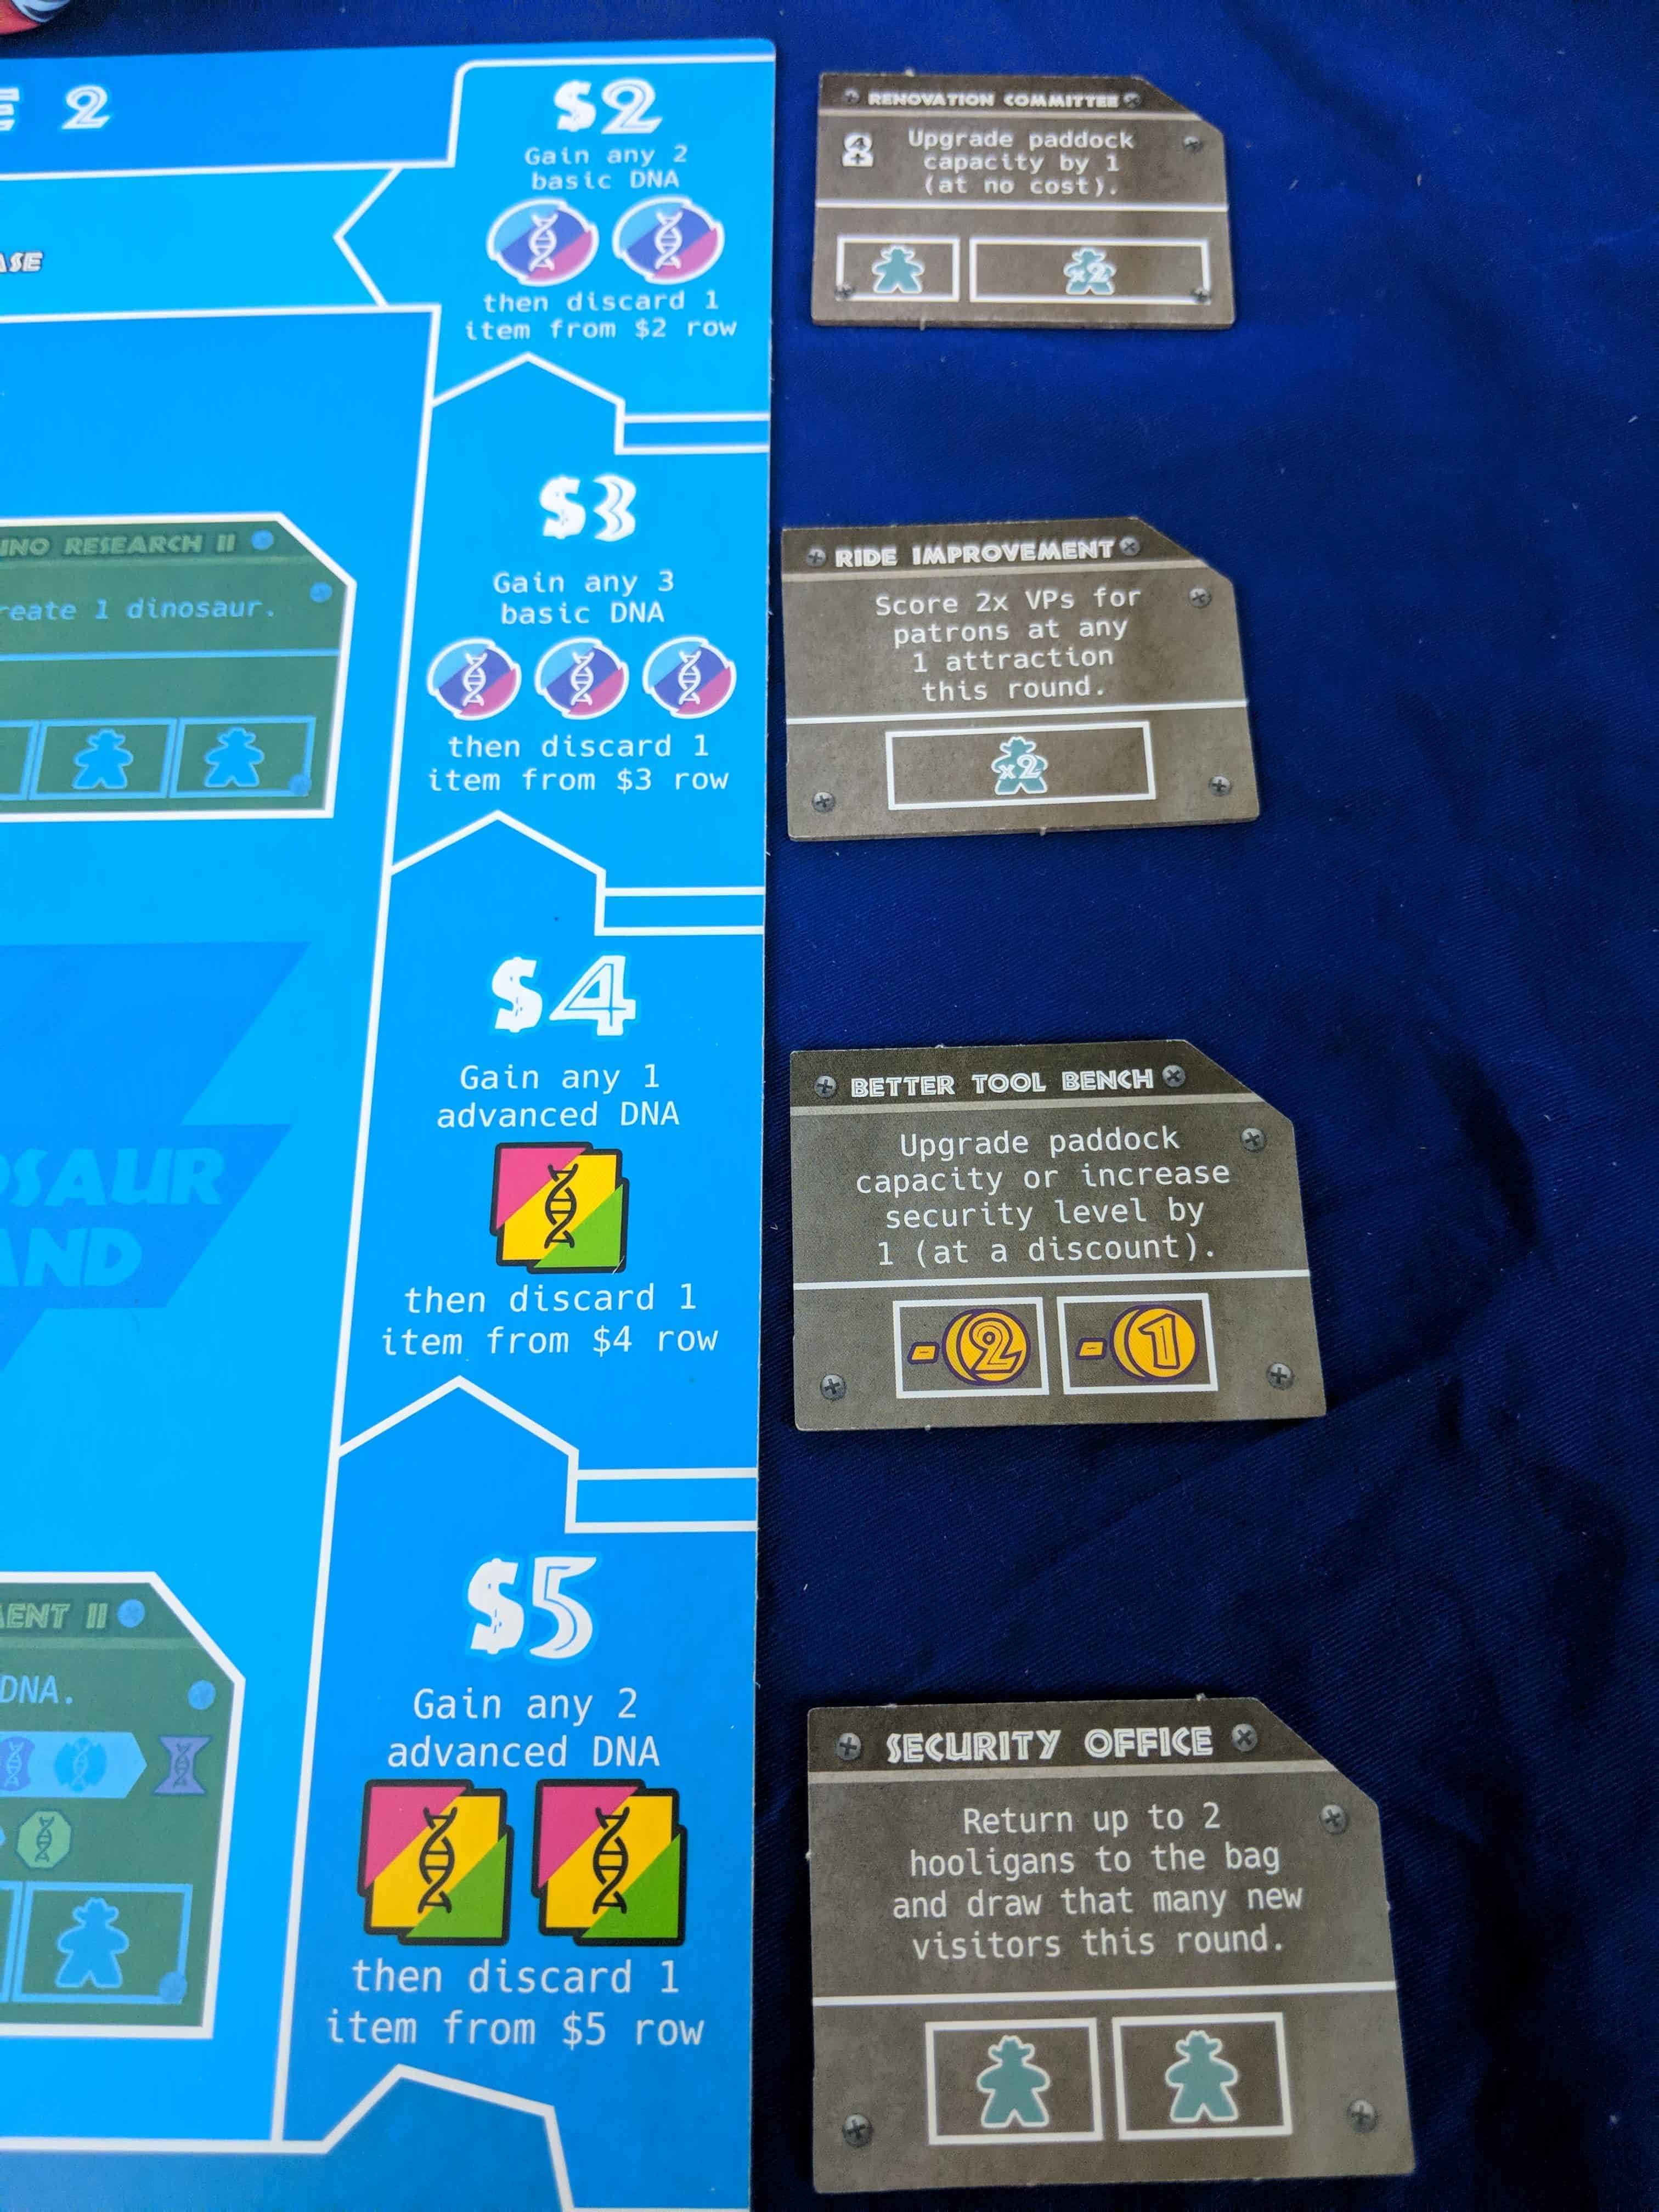 E 2
ASE
$2
Gain any 2
basic DNA
then discard 1
item from $2 row
$3
Gain any 3
basic DNA
then discard 1
item from $3 row
$4
Gain any 1
advanced DNA
then discard 1
item from $4 row
$5
Gain any 2
advanced DNA
then discard 1
item from $5 row
INO RESEARCH II
reate 1 dinosaur.
OSAUR
AND
ENT II
DNA.
RENOVATION COMMITTEE
4+
Upgrade paddock
capacity by 1
(at no cost).
x2
RIDE IMPROVEMENT
Score 2x VPs for
patrons at any
1 attraction
this round.
x2
BETTER TOOL BENCH
Upgrade paddock
capacity or increase
security level by
1 (at a discount).
-2 -1
SECURITY OFFICE
Return up to 2
hooligans to the bag
and draw that many new
visitors this round.